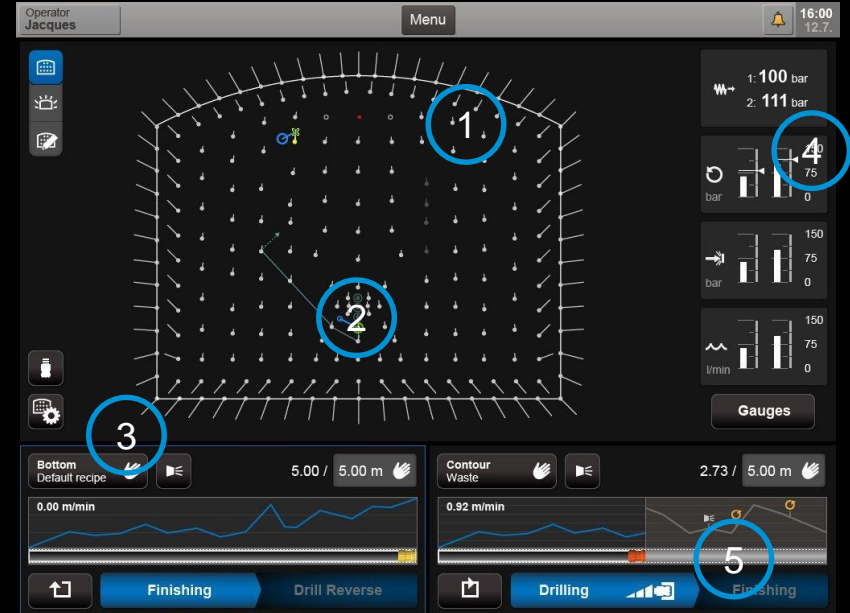 Operator
Jacques
Menu
16:00
12.7.
1: 100 bar
2: 111 bar
1
4
150
75
0
bar
150
75
0
bar
2
150
75
0
l/min
Gauges
3
Bottom
Default recipe
5.00 / 5.00 m
Contour
Waste
2.73 / 5.00 m
0.00 m/min
0.92 m/min
5
Finishing
Drill Reverse
Drilling
Finishing